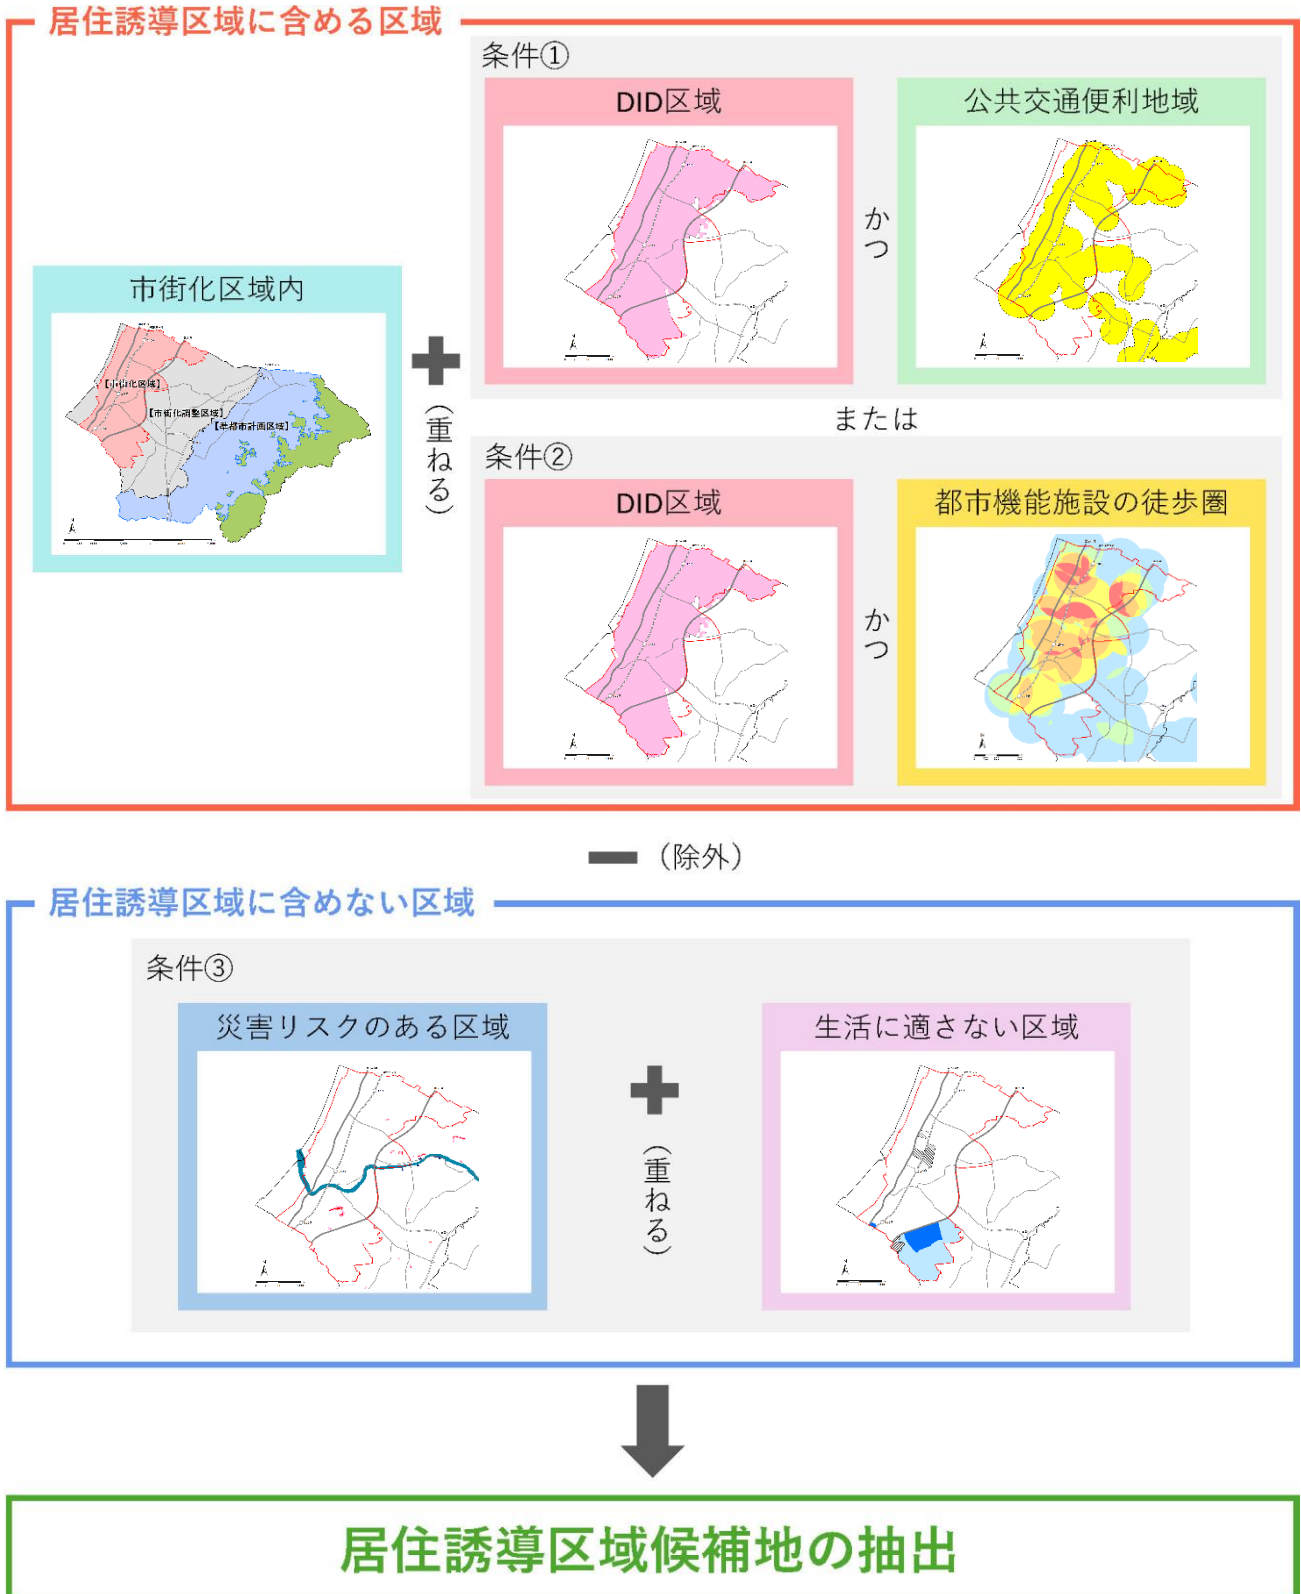 居住誘導区域に含める区域
条件①
DID区域
かつ
公共交通便利地域
市街化区域内
【市街化区域】
【市街化調整区域】
【準都市計画区域】
(重ねる)
または
条件②
DID区域
かつ
都市機能施設の徒歩圏
(除外)
居住誘導区域に含めない区域
条件③
災害リスクのある区域
(重ねる)
生活に適さない区域
居住誘導区域候補地の抽出